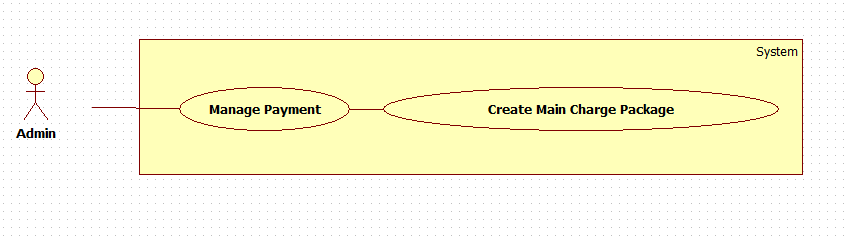 System
Manage Payment
Create Main Charge Package
Admin